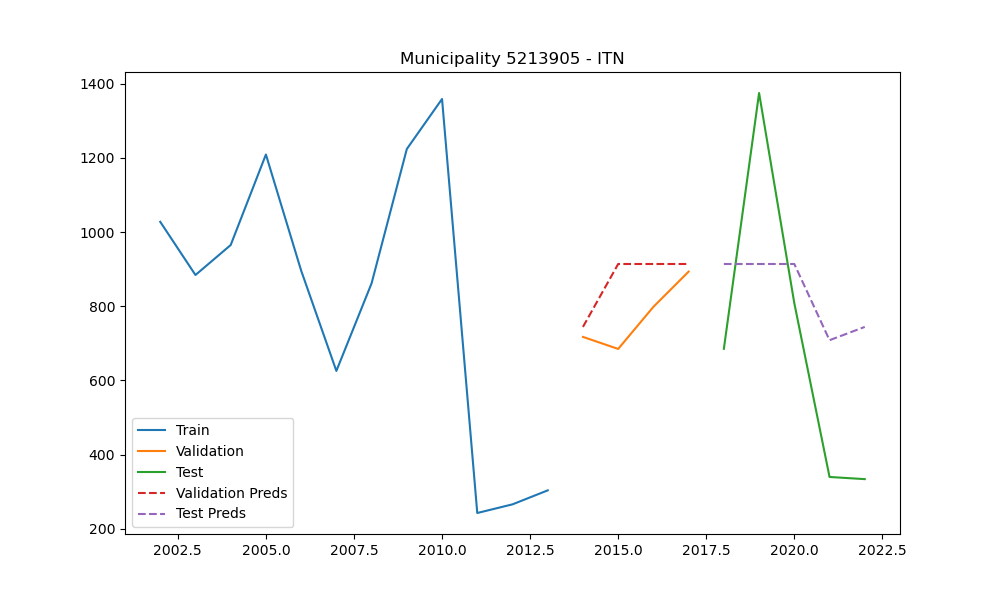 Municipality 5213905 - ITN
1400
1200
1000
800
600
400
200
Train
Validation
Test
Validation Preds
Test Preds
2002.5 2005.0 2007.5 2010.0 2012.5 2015.0 2017.5 2020.0 2022.5